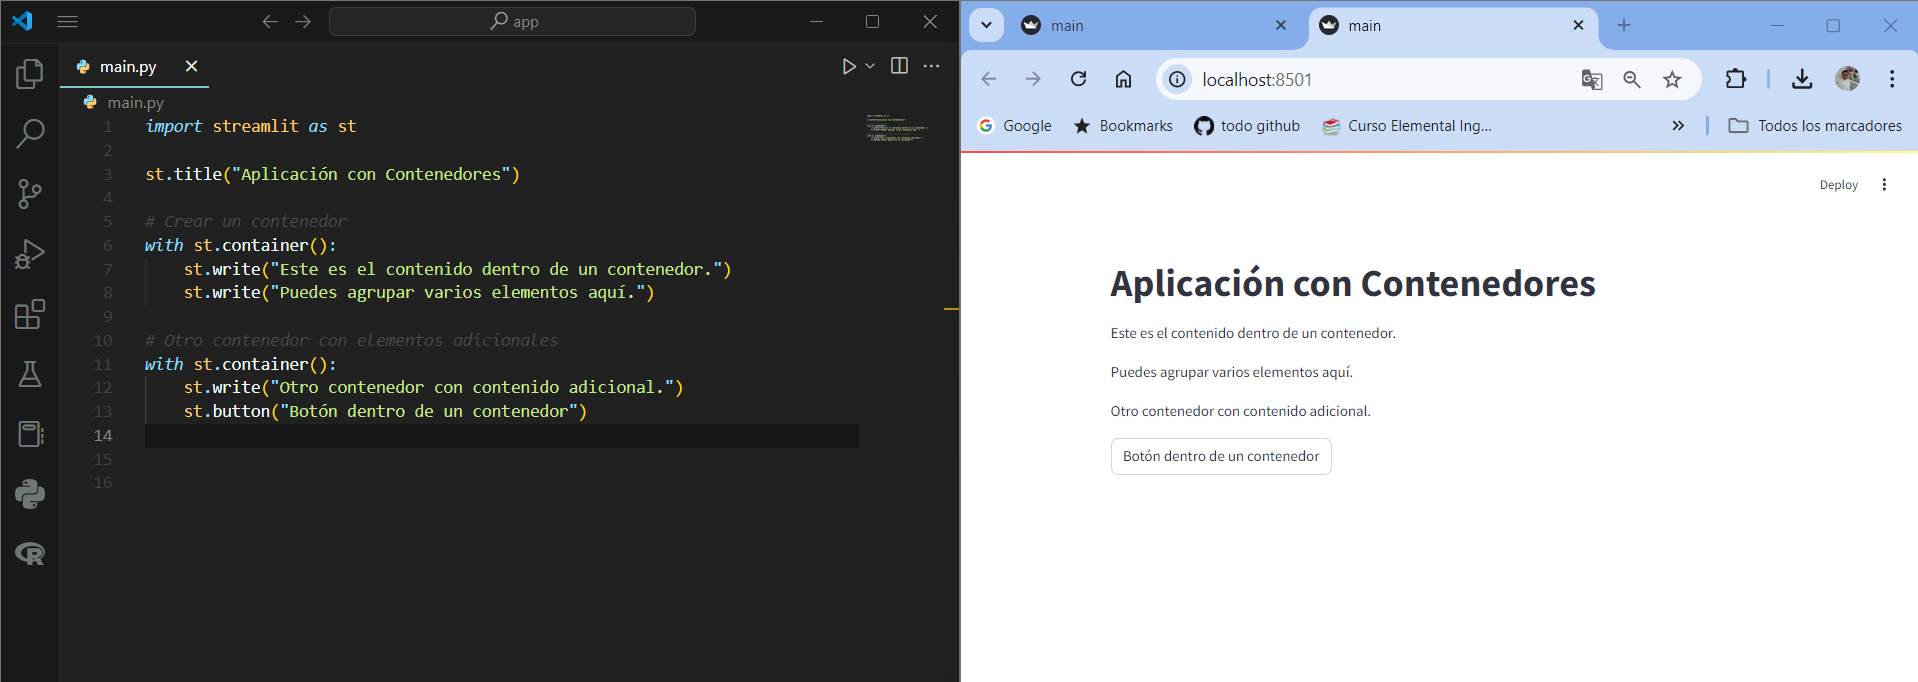 app
main.py
main.py
1 import streamlit as st
2
3 st.title("Aplicación con Contenedores")
4
5 # Crear un contenedor
6 with st.container():
7 st.write("Este es el contenido dentro de un contenedor.")
8 st.write("Puedes agrupar varios elementos aquí.")
9
10 # Otro contenedor con elementos adicionales
11 with st.container():
12 st.write("Otro contenedor con contenido adicional.")
13 st.button("Botón dentro de un contenedor")
14
15
16
main main
localhost:8501
Google Bookmarks todo github Curso Elemental Ing... Todos los marcadores
Deploy
Aplicación con Contenedores
Este es el contenido dentro de un contenedor.
Puedes agrupar varios elementos aquí.
Otro contenedor con contenido adicional.
Botón dentro de un contenedor